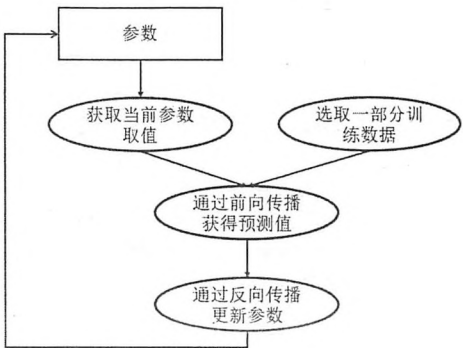 参数
获取当前参数
取值
选取一部分训
练数据
通过前向传播
获得预测值
通过反向传播
更新参数